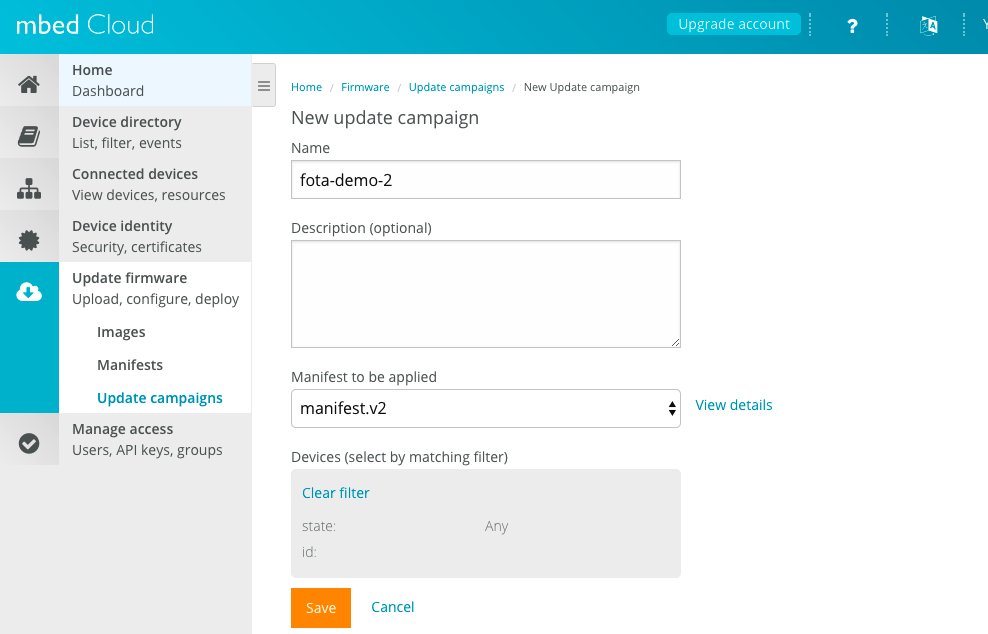 mbed Cloud
Upgrade account
?
Home
Dashboard
Device directory
List, filter, events
Connected devices
View devices, resources
Device identity
Security, certificates
Update firmware
Upload, configure, deploy
Images
Manifests
Update campaigns
Manage access
Users, API keys, groups
Home / Firmware / Update campaigns / New Update campaign
New update campaign
Name
fota-demo-2
Description (optional)
Manifest to be applied
manifest.v2
View details
Devices (select by matching filter)
Clear filter
state: Any
id:
Save Cancel